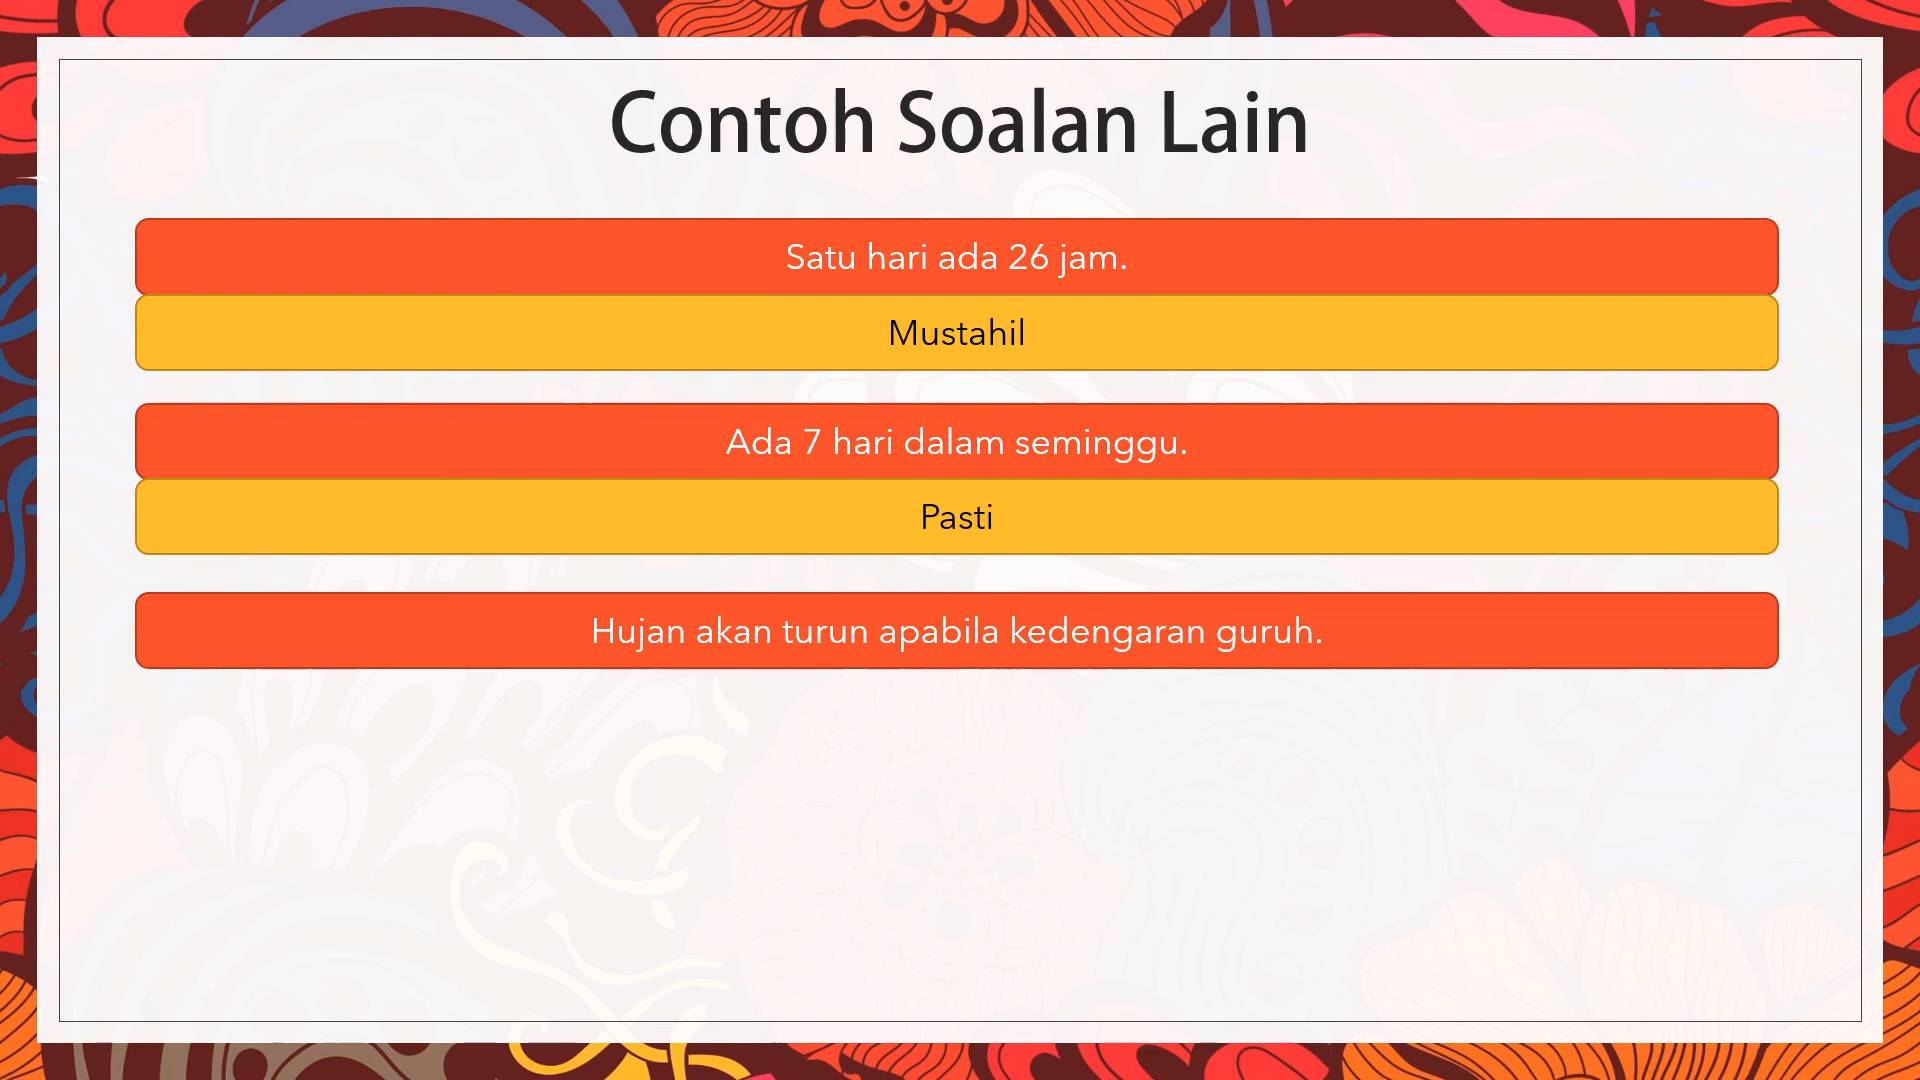 Contoh Soalan Lain
Satu hari ada 26 jam.
Mustahil
Ada 7 hari dalam seminggu.
Pasti
Hujan akan turun apabila kedengaran guruh.